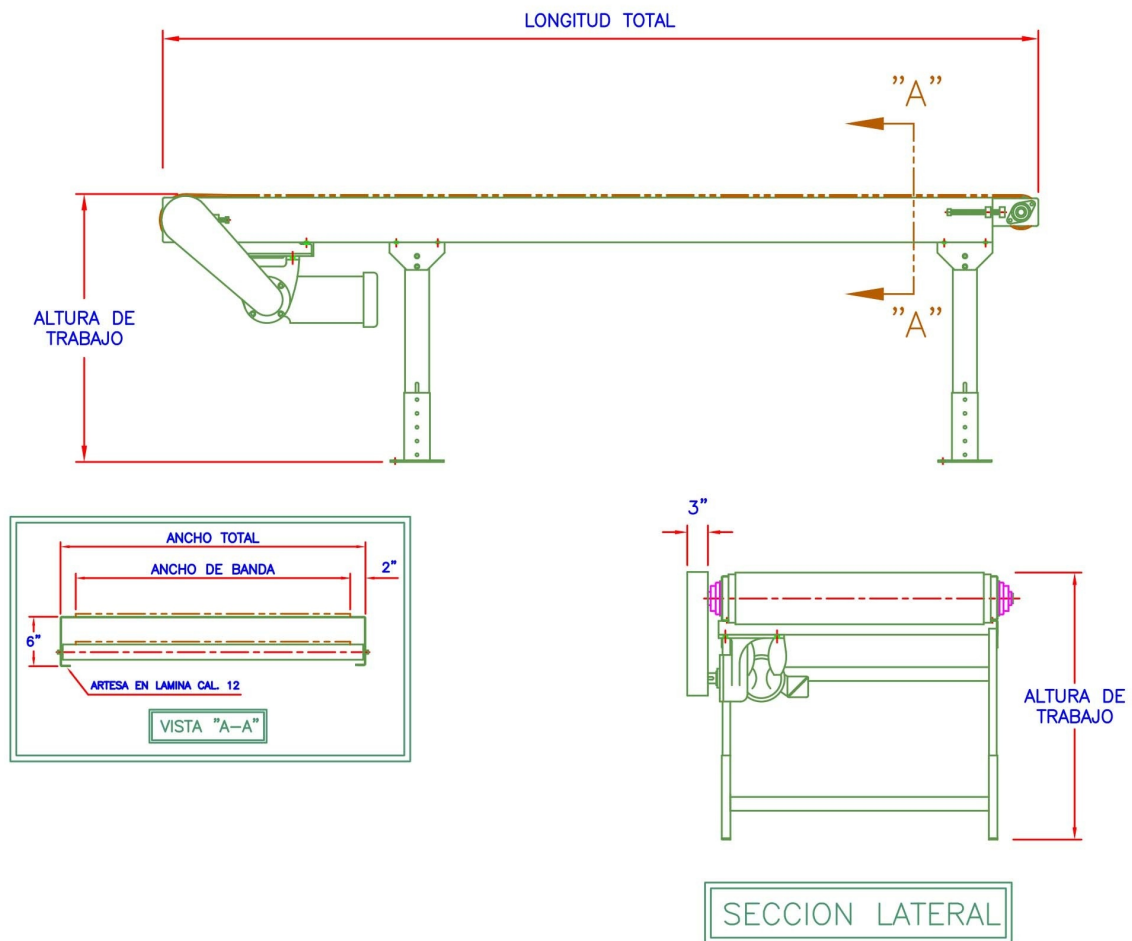 LONGITUD TOTAL
"A"
ALTURA DE
TRABAJO
"A"
ANCHO TOTAL
ANCHO DE BANDA
2"
6"
ARTESA EN LAMINA CAL. 12
VISTA "A-A"
3"
ALTURA DE
TRABAJO
SECCION LATERAL